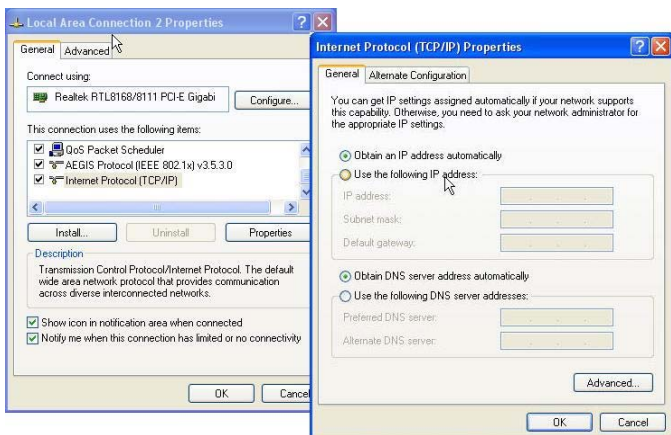 Local Area Connection 2 Properties
General
Advanced
Connect using:
Realtek RTL8168/8111 PCI-E Gigabi
Configure...
This connection uses the following items:
QoS Packet Scheduler
AEGIS Protocol (IEEE 802.1x) v3.5.3.0
Internet Protocol (TCP/IP)
Install...
Uninstall
Properties
Description
Transmission Control Protocol/Internet Protocol. The default
wide area network protocol that provides communication
across diverse interconnected networks.
Show icon in notification area when connected
Notify me when this connection has limited or no connectivity
OK
Cancel
Internet Protocol (TCP/IP) Properties
General
Alternate Configuration
You can get IP settings assigned automatically if your network supports
this capability. Otherwise, you need to ask your network administrator for
the appropriate IP settings.
Obtain an IP address automatically
Use the following IP address:
IP address:
Subnet mask:
Default gateway:
Obtain DNS server address automatically
Use the following DNS server addresses:
Preferred DNS server:
Alternate DNS server:
Advanced...
OK
Cancel